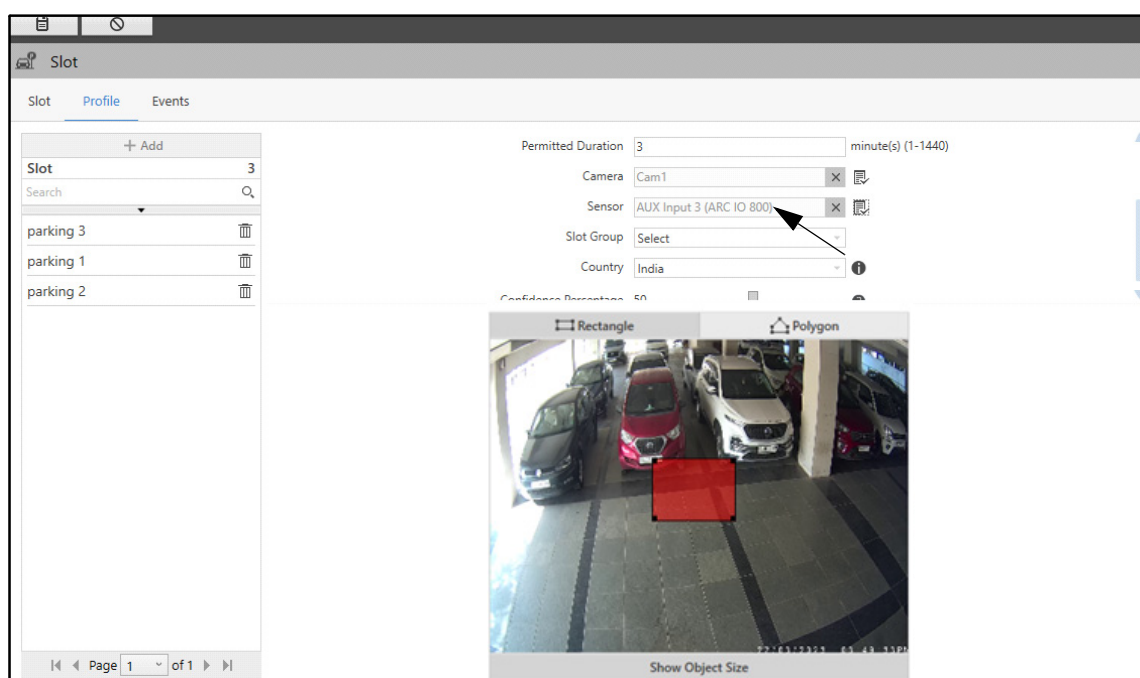 Slot
Slot Profile Events
+ Add
Slot 3
Search
parking 3
parking 1
parking 2
Page 1 of 1
Permitted Duration 3 minute(s) (1-1440)
Camera Cam1
Sensor AUX Input 3 (ARC IO 800)
Slot Group Select
Country India
Confidence Percentage 50
Rectangle Polygon
Show Object Size